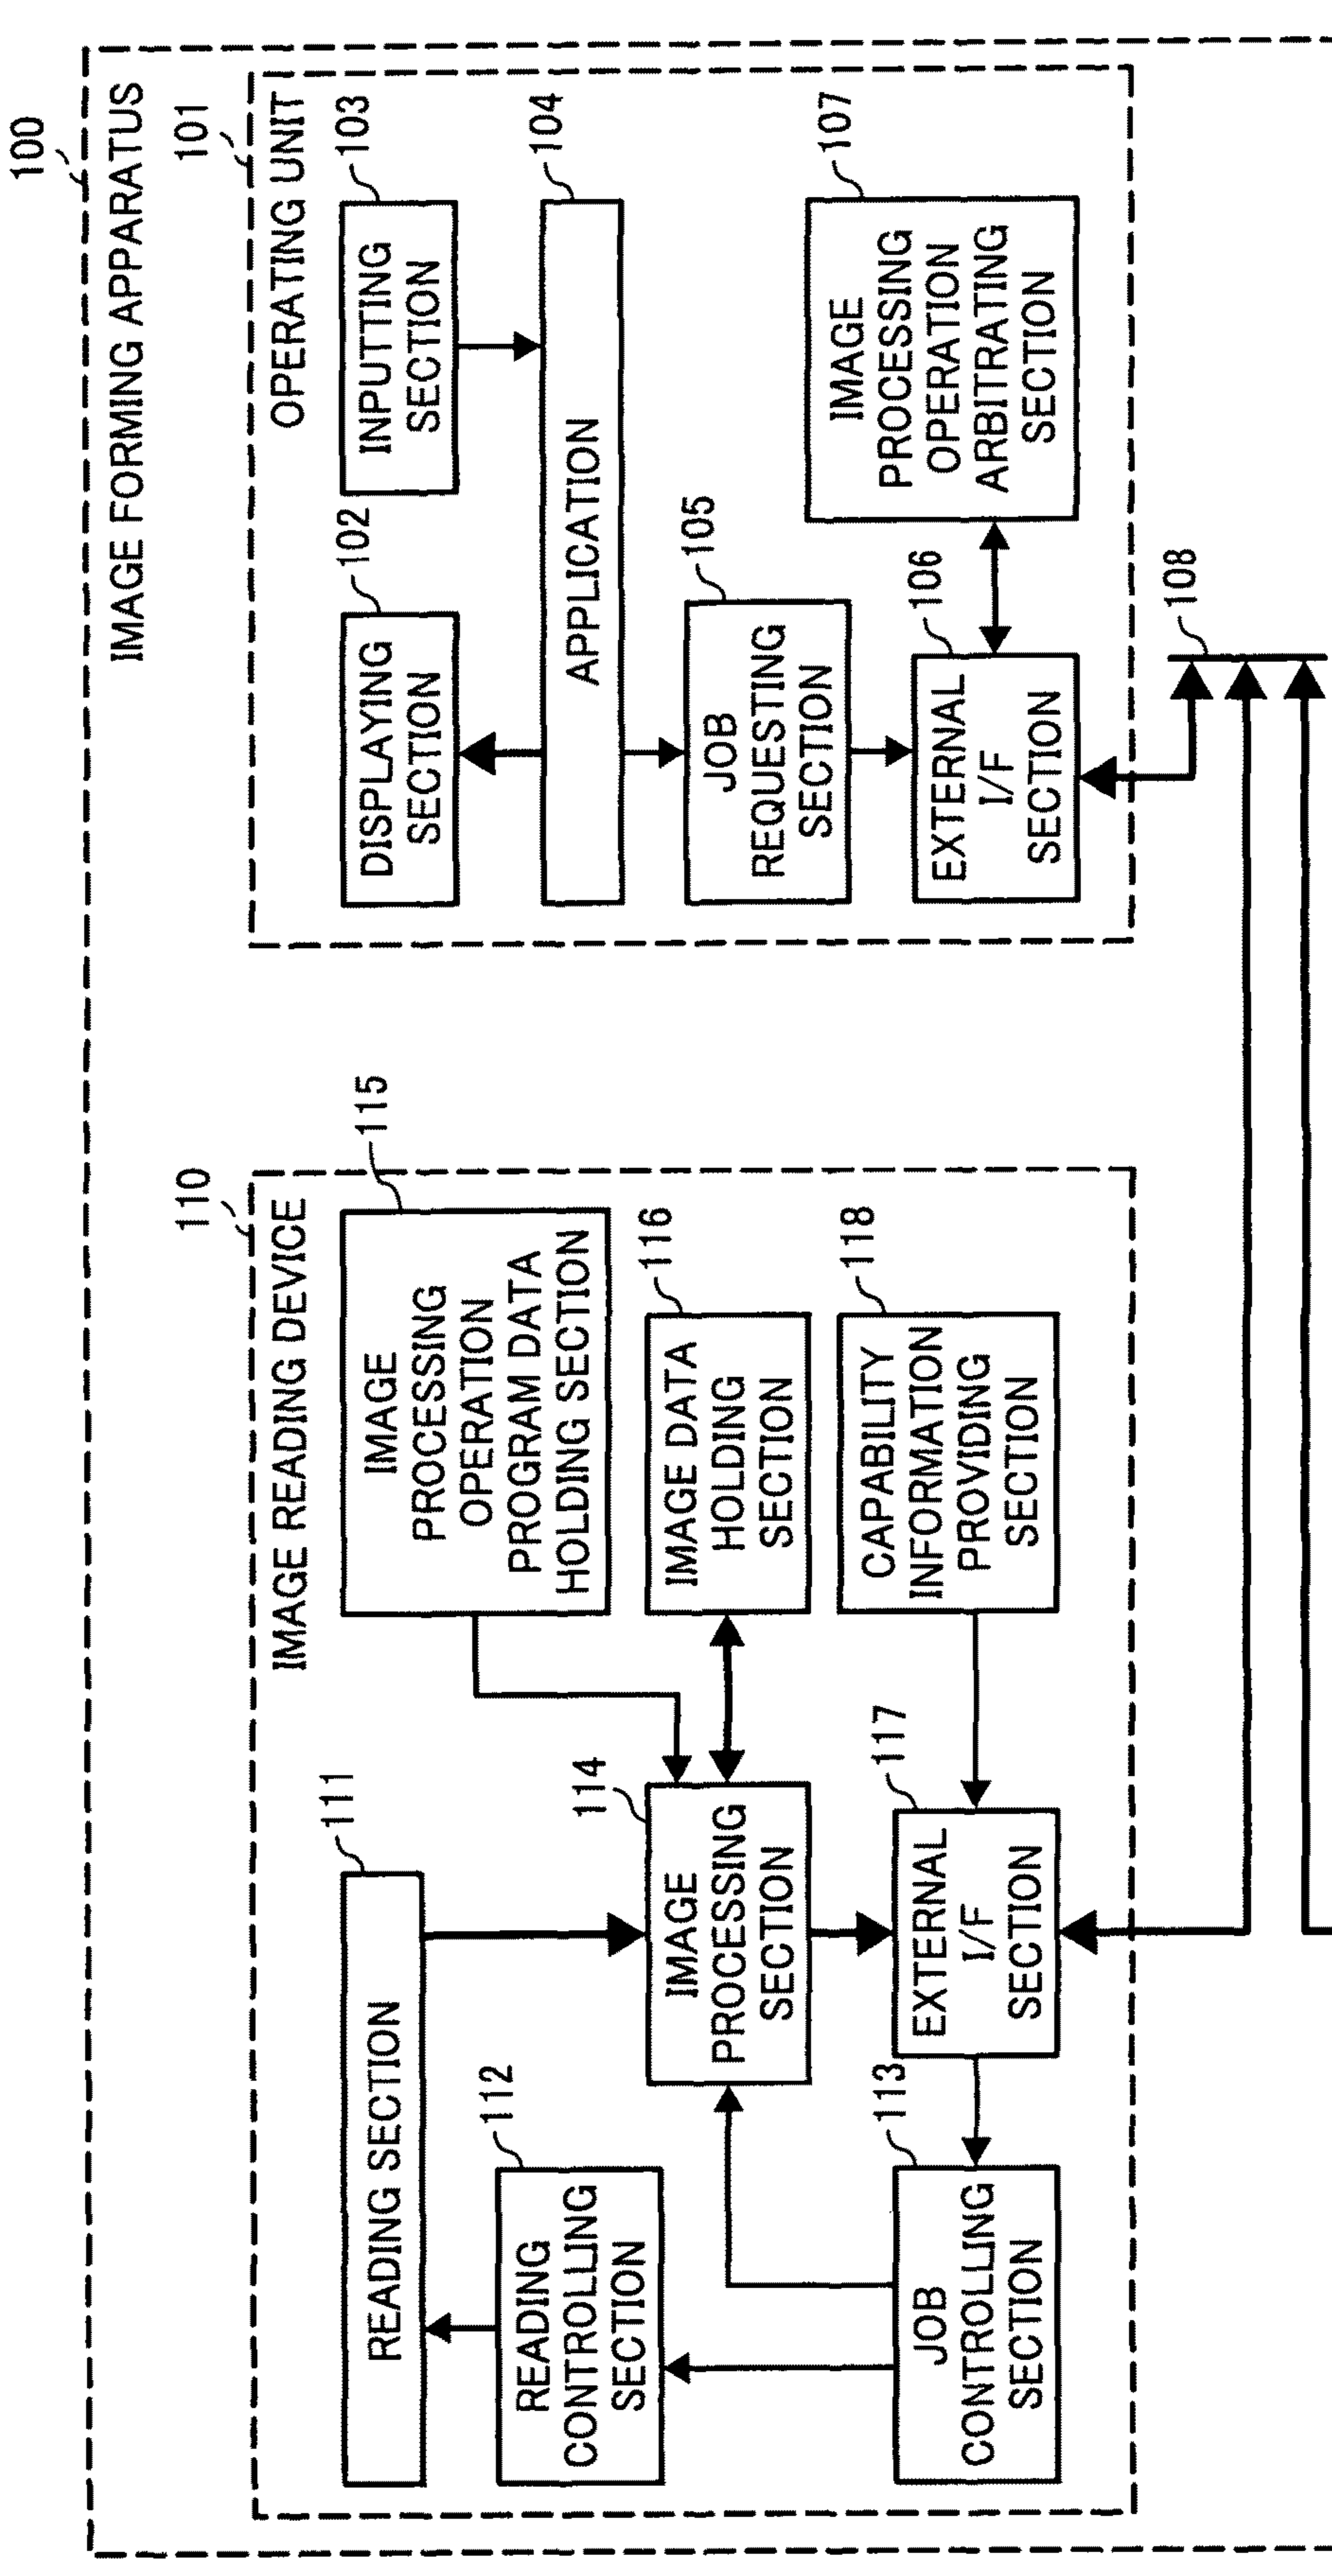 100
IMAGE FORMING APPARATUS
110
IMAGE READING DEVICE
111
READING SECTION
115
IMAGE
PROCESSING
OPERATION
PROGRAM DATA
HOLDING SECTION
112
READING
CONTROLLING
SECTION
114
IMAGE
PROCESSING
SECTION
116
IMAGE DATA
HOLDING
SECTION
113
JOB
CONTROLLING
SECTION
117
EXTERNAL
I/F
SECTION
118
CAPABILITY
INFORMATION
PROVIDING
SECTION
101
OPERATING UNIT
102
DISPLAYING
SECTION
103
INPUTTING
SECTION
104
APPLICATION
105
JOB
REQUESTING
SECTION
106
EXTERNAL
I/F
SECTION
107
IMAGE
PROCESSING
OPERATION
ARBITRATING
SECTION
108